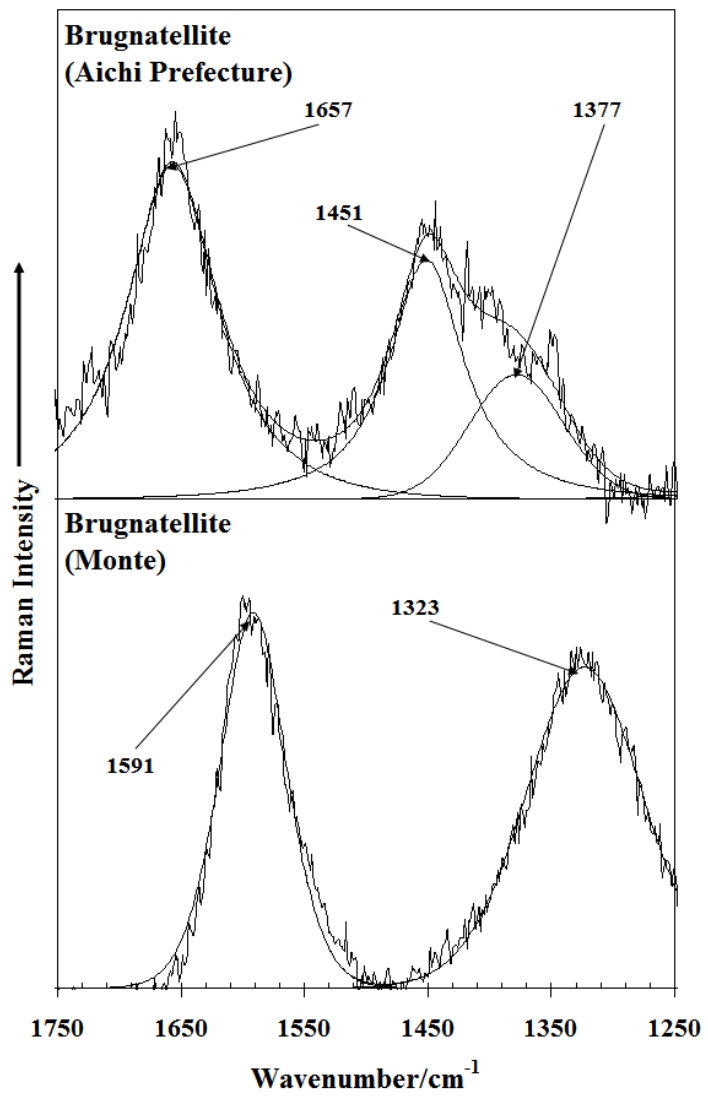 Brugnatellite
(Aichi Prefecture)
1657
1377
1451
Raman Intensity
Brugnatellite
(Monte)
1323
1591
1750 1650 1550 1450 1350 1250
Wavenumber/cm⁻¹